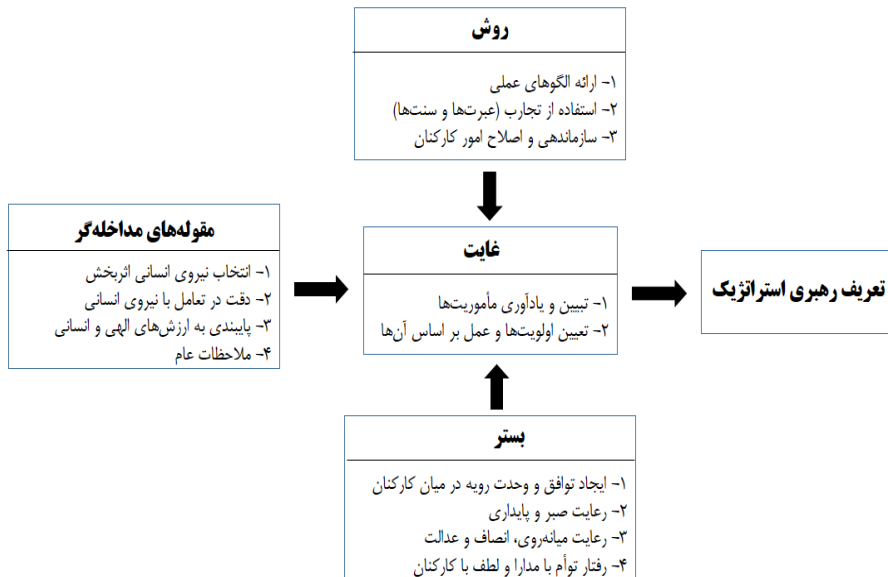 روش
۱- ارائه الگوهای عملی
۲- استفاده از تجارب (عبرت‌ها و سنت‌ها)
۳- سازماندهی و اصلاح امور کارکنان
مقوله‌های مداخله‌گر
۱- انتخاب نیروی انسانی اثربخش
۲- دقت در تعامل با نیروی انسانی
۳- پایبندی به ارزش‌های الهی و انسانی
۴- ملاحظات عام
غایت
۱- تبیین و یادآوری مأموریت‌ها
۲- تعیین اولویت‌ها و عمل بر اساس آن‌ها
تعریف رهبری استراتژیک
بستر
۱- ایجاد توافق و وحدت رویه در میان کارکنان
۲- رعایت صبر و پایداری
۳- رعایت میانه‌روی، انصاف و عدالت
۴- رفتار توأم با مدارا و لطف با کارکنان